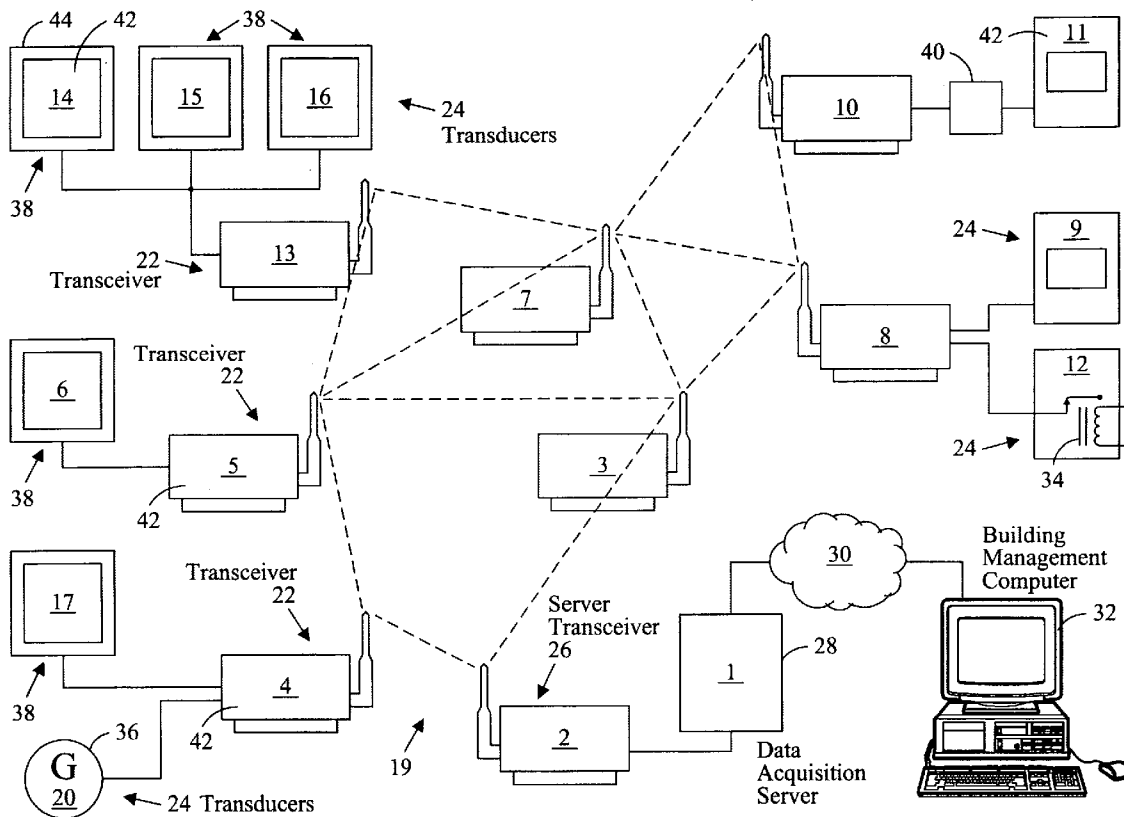 44
42
38
42
11
14
15
16
40
10
24
Transducers
38
22
Transceiver
13
24
9
7
8
Transceiver
22
6
12
5
3
38
42
24
34
17
Transceiver
22
Server
Transceiver
26
30
Building
Management
Computer
32
1
28
4
38
42
2
36
G
20
19
Data
Acquisition
Server
24 Transducers